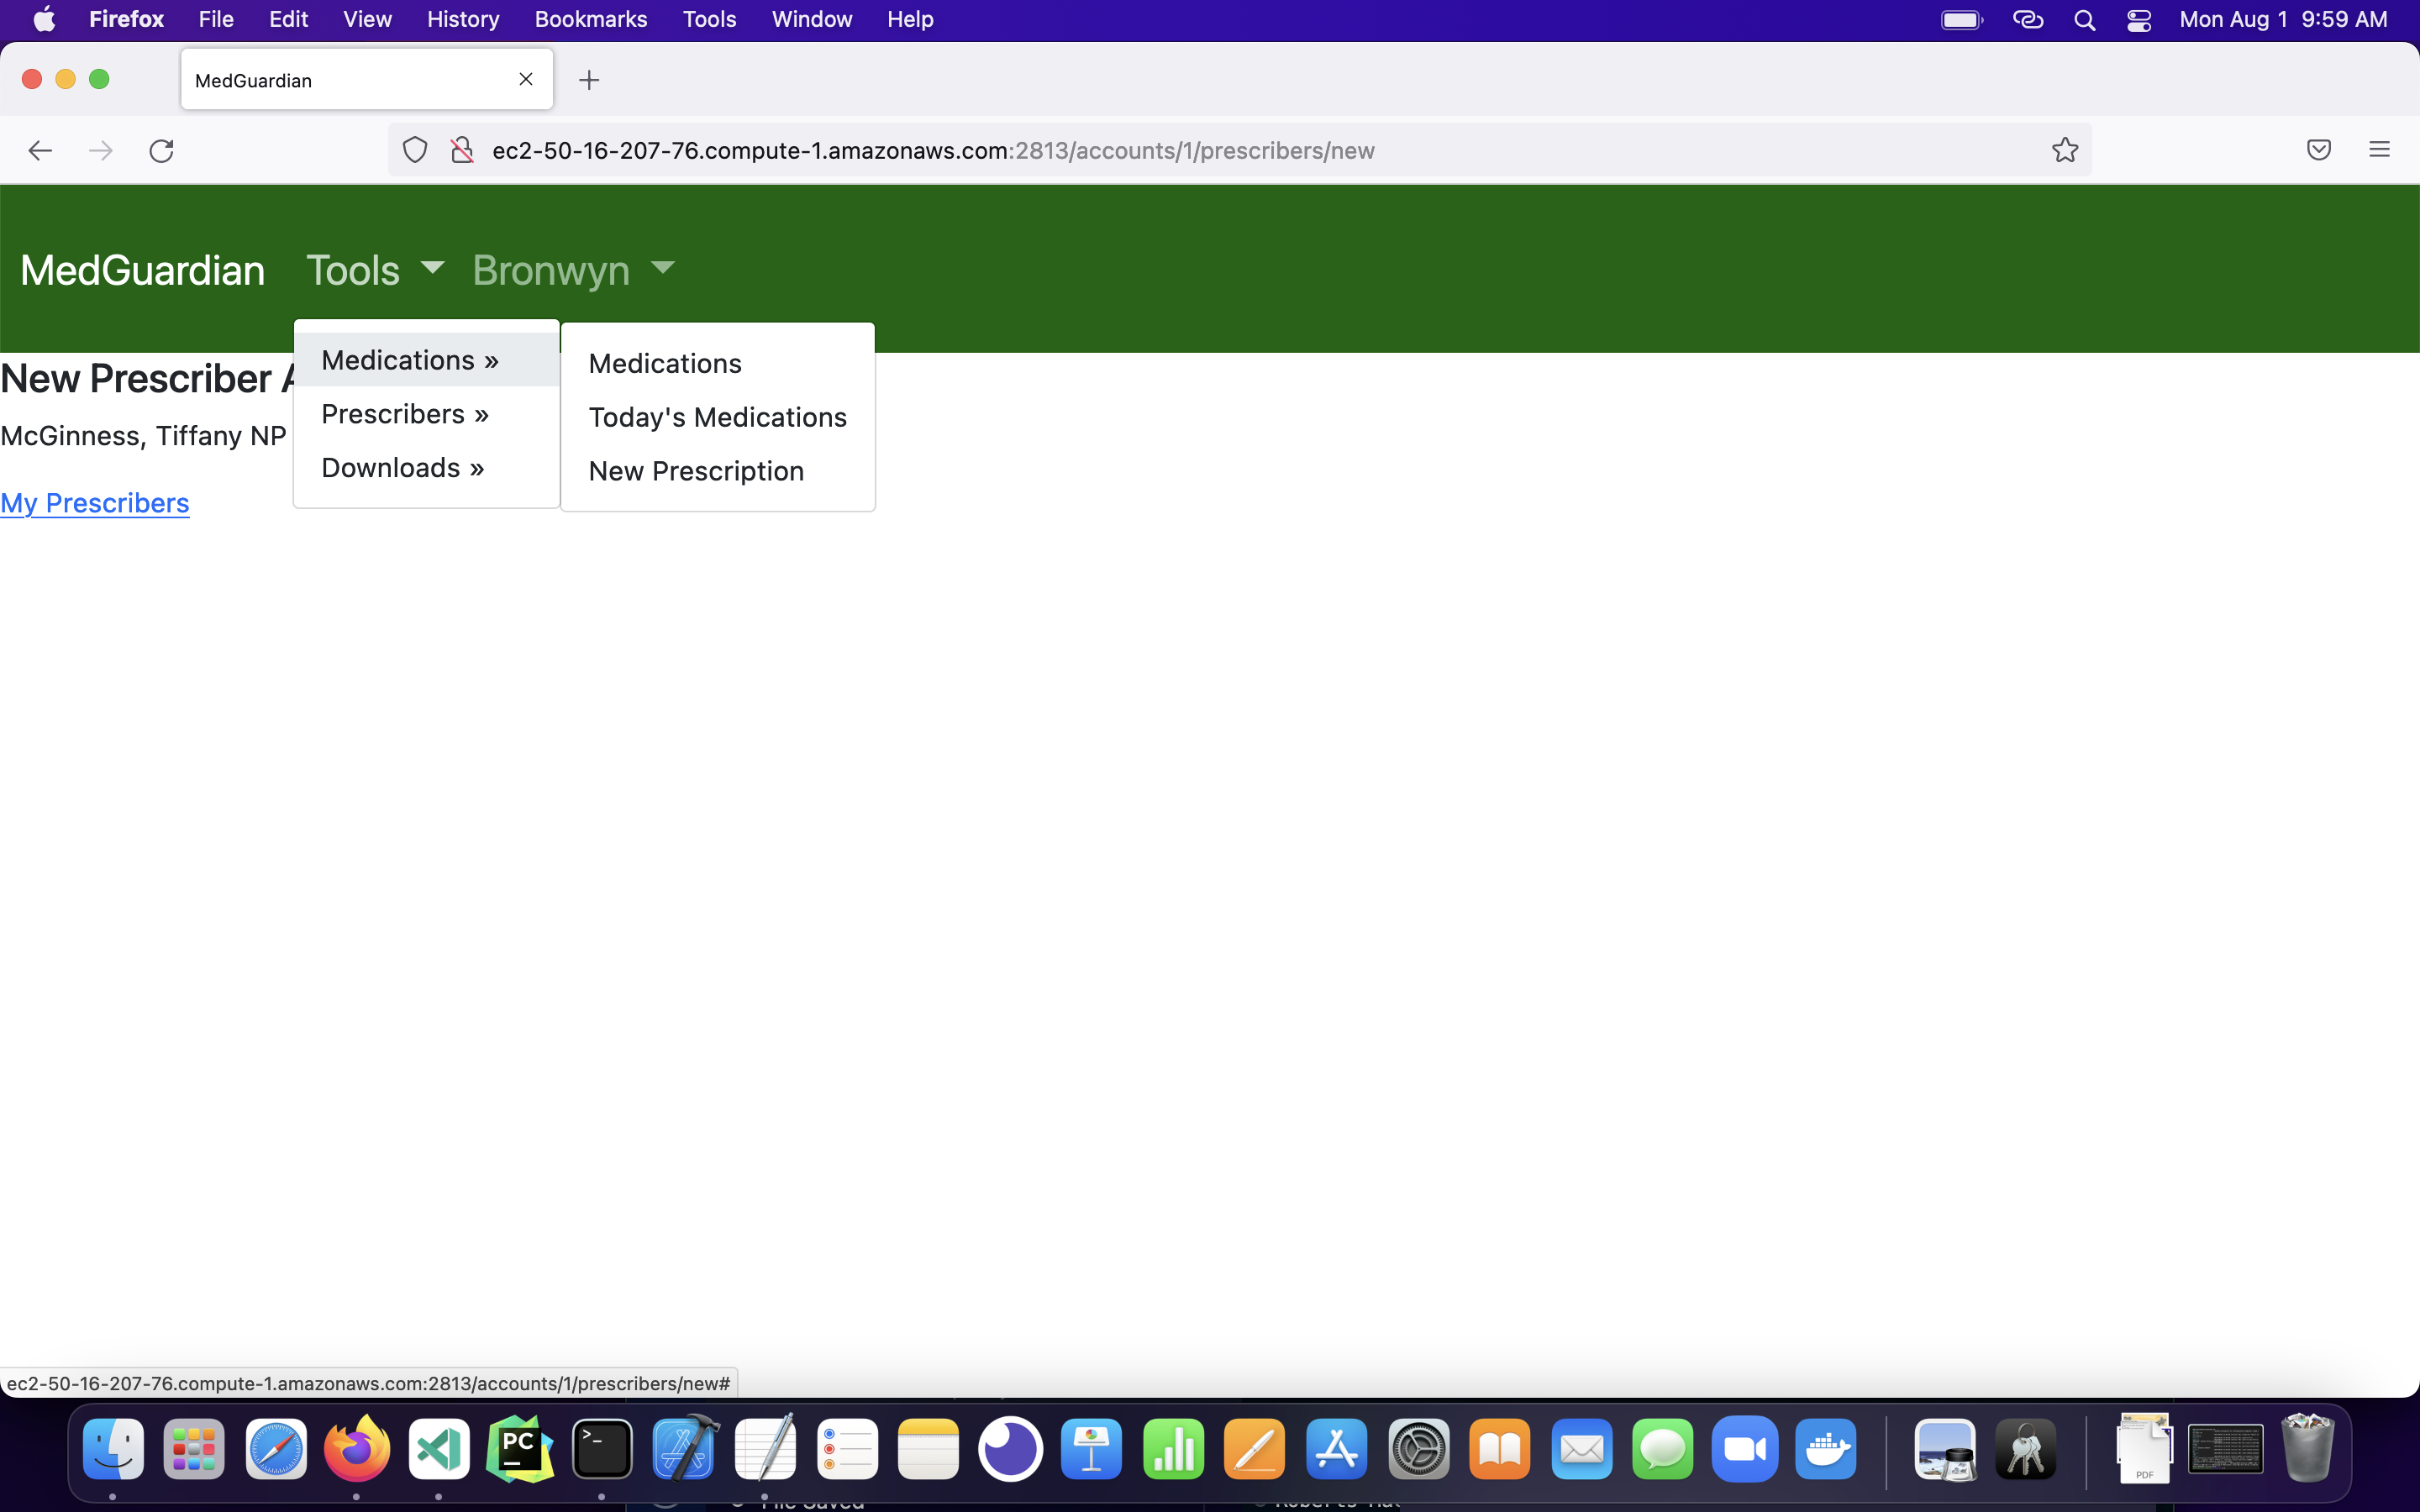 Firefox File Edit View History Bookmarks Tools Window Help Mon Aug 1 9:59 AM
MedGuardian
ec2-50-16-207-76.compute-1.amazonaws.com:2813/accounts/1/prescribers/new
MedGuardian Tools Bronwyn
Medications »
Prescribers »
Downloads »
Medications
Today's Medications
New Prescription
New Prescriber A
McGinness, Tiffany NP
My Prescribers
ec2-50-16-207-76.compute-1.amazonaws.com:2813/accounts/1/prescribers/new#
PC
>_
PDF
File Saved